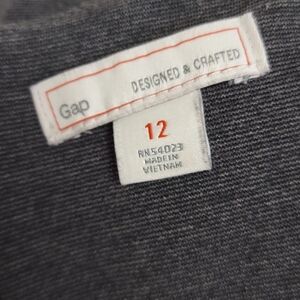 Gap DESIGNED & CRAFTED
12
RN54023
MADE IN
VIETNAM